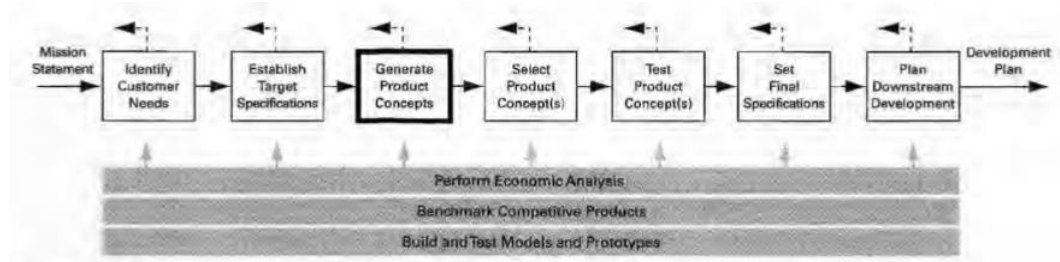 Mission
Statement
Identify
Customer
Needs
Establish
Target
Specifications
Generate
Product
Concepts
Select
Product
Concept(s)
Test
Product
Concept(s)
Set
Final
Specifications
Plan
Downstream
Development
Development
Plan
Perform Economic Analysis
Benchmark Competitive Products
Build and Test Models and Prototypes